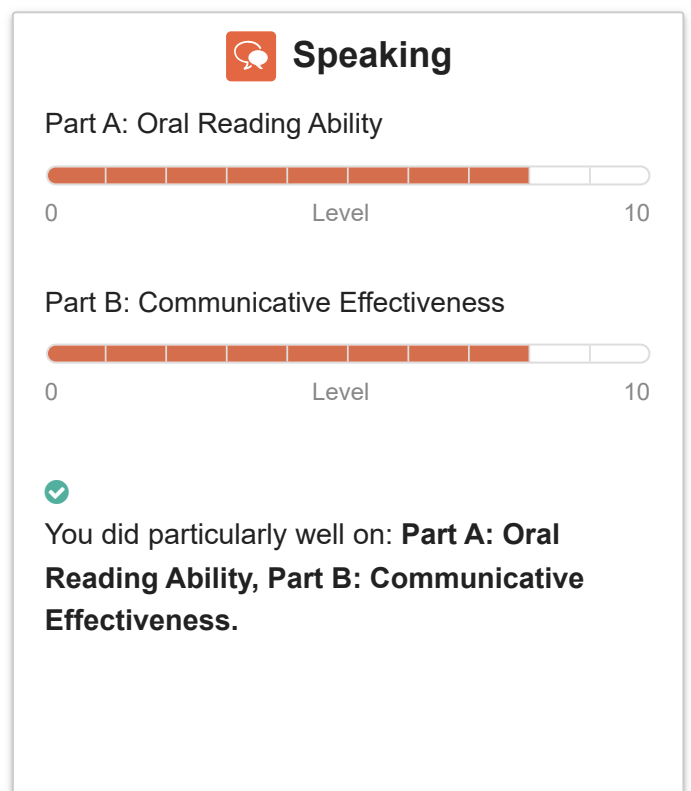 Speaking
Part A: Oral Reading Ability
0 Level 10
Part B: Communicative Effectiveness
0 Level 10
You did particularly well on: Part A: Oral
Reading Ability, Part B: Communicative
Effectiveness.